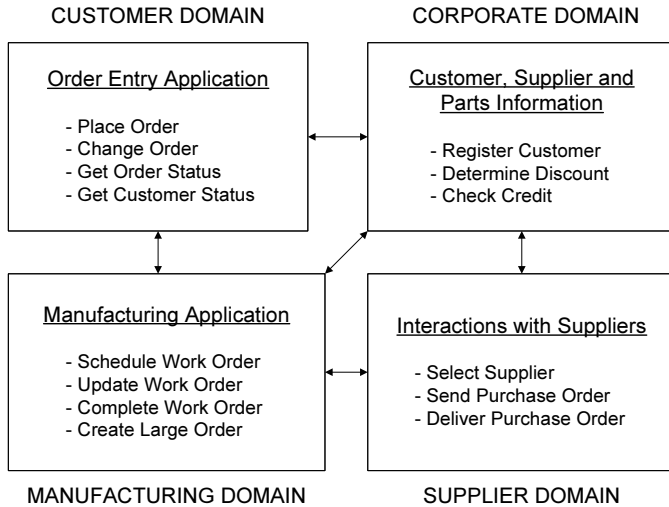 CUSTOMER DOMAIN
Order Entry Application
- Place Order
- Change Order
- Get Order Status
- Get Customer Status
CORPORATE DOMAIN
Customer, Supplier and
Parts Information
- Register Customer
- Determine Discount
- Check Credit
Manufacturing Application
- Schedule Work Order
- Update Work Order
- Complete Work Order
- Create Large Order
MANUFACTURING DOMAIN
Interactions with Suppliers
- Select Supplier
- Send Purchase Order
- Deliver Purchase Order
SUPPLIER DOMAIN